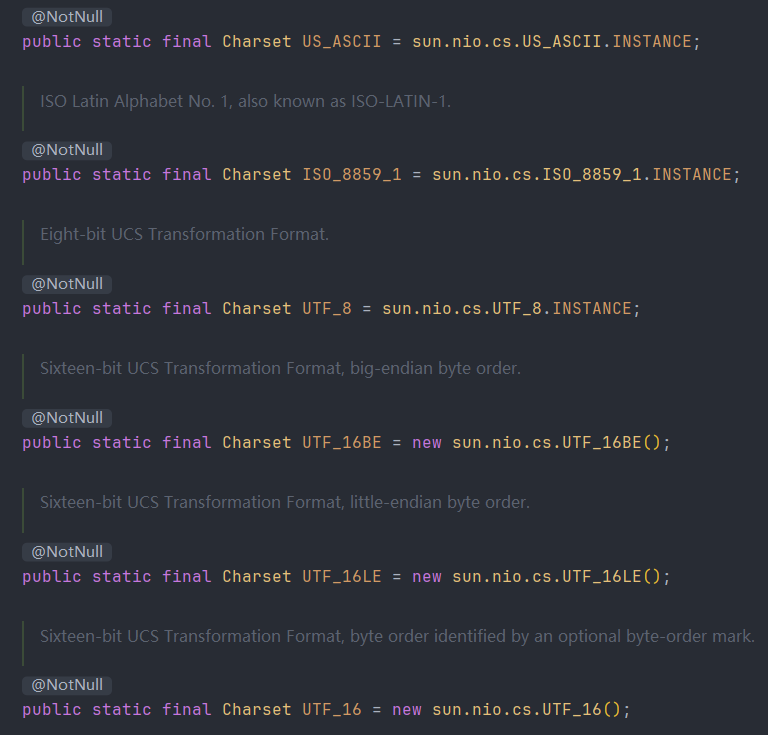 @NotNull
public static final Charset US_ASCII = sun.nio.cs.US_ASCII.INSTANCE;
ISO Latin Alphabet No. 1, also known as ISO-LATIN-1.
@NotNull
public static final Charset ISO_8859_1 = sun.nio.cs.ISO_8859_1.INSTANCE;
Eight-bit UCS Transformation Format.
@NotNull
public static final Charset UTF_8 = sun.nio.cs.UTF_8.INSTANCE;
Sixteen-bit UCS Transformation Format, big-endian byte order.
@NotNull
public static final Charset UTF_16BE = new sun.nio.cs.UTF_16BE();
Sixteen-bit UCS Transformation Format, little-endian byte order.
@NotNull
public static final Charset UTF_16LE = new sun.nio.cs.UTF_16LE();
Sixteen-bit UCS Transformation Format, byte order identified by an optional byte-order mark.
@NotNull
public static final Charset UTF_16 = new sun.nio.cs.UTF_16();